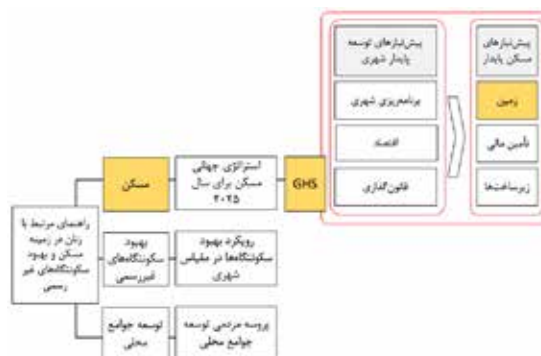 پیش‌نیازهای
مسکن پایدار
زمین
تأمین مالی
زیرساخت‌ها
پیش‌نیازهای توسعه
پایدار شهری
برنامه‌ریزی شهری
اقتصاد
قانون‌گذاری
GHS
استراتژی جهانی
مسکن برای سال
۲۰۲۵
مسکن
رویکرد بهبود
سکونتگاه‌ها در مقیاس
شهری
بهبود
سکونتگاه‌های
غیررسمی
پروسه مردمی توسعه
جوامع محلی
توسعه جوامع
محلی
راهنمای مرتبط با
زنان در زمینه
مسکن و بهبود
سکونتگاه‌های غیر
رسمی